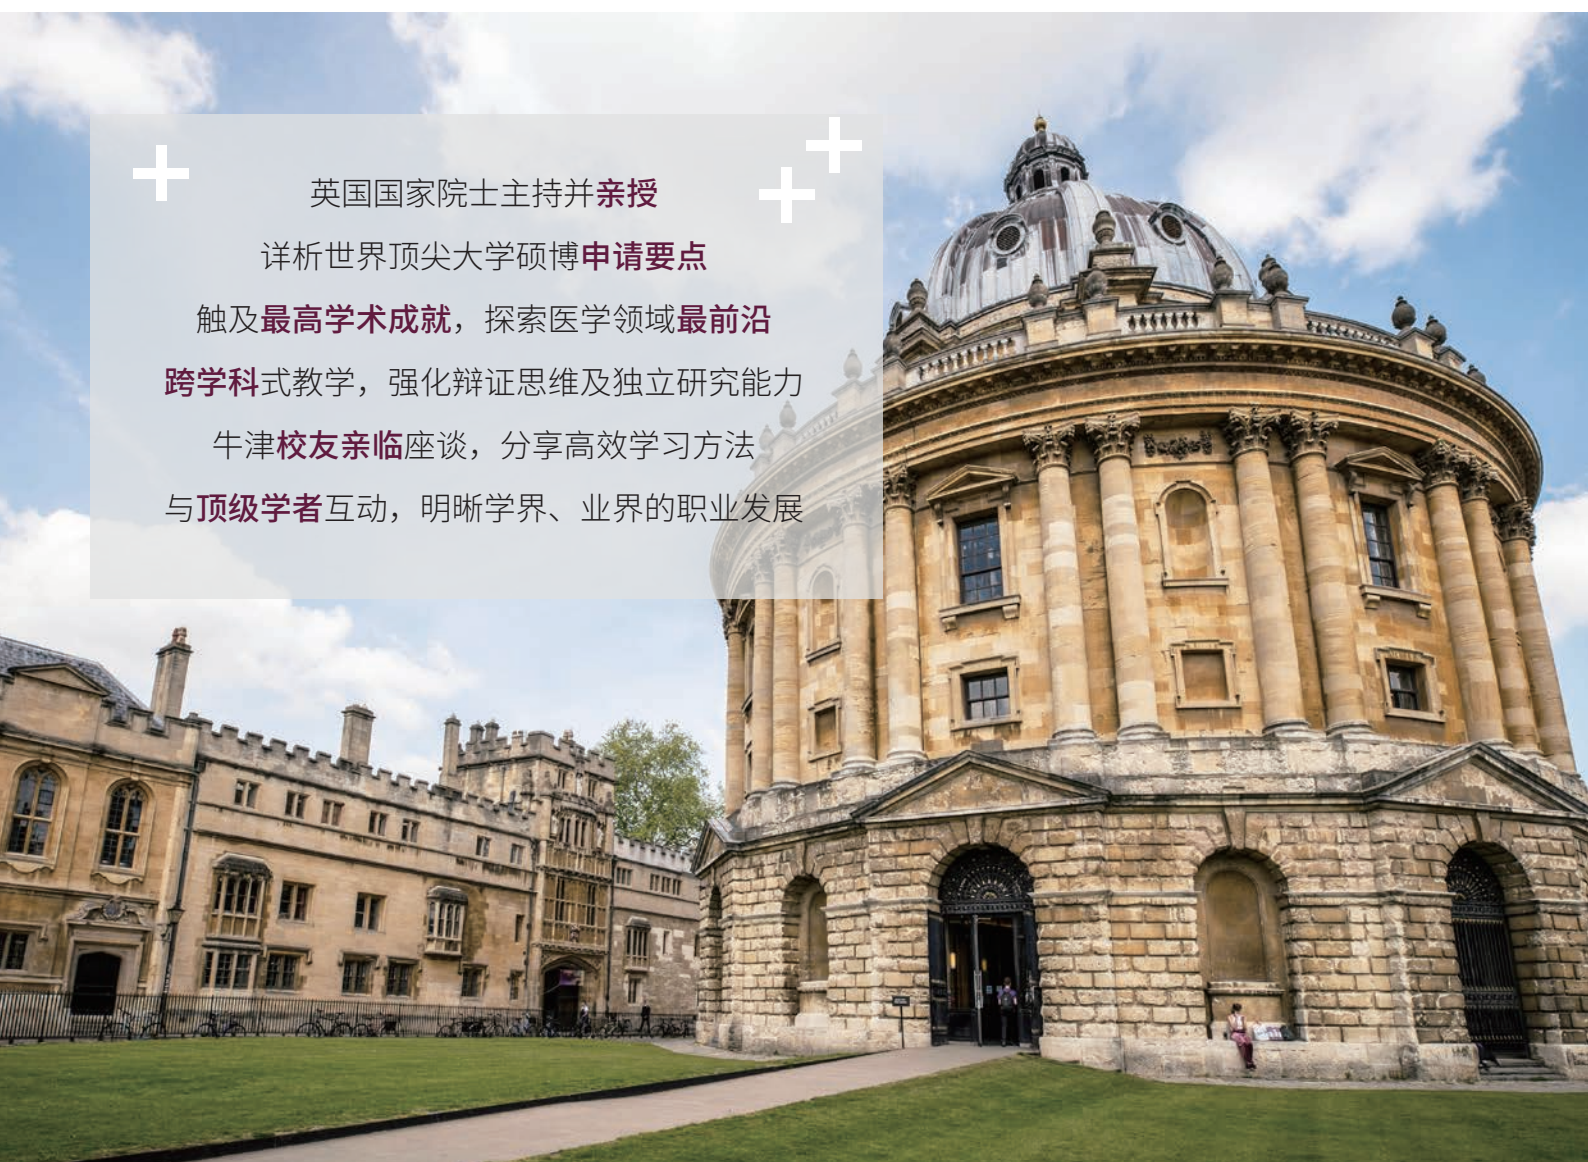 英国国家院士主持并亲授
详析世界顶尖大学硕博申请要点
触及最高学术成就，探索医学领域最前沿
跨学科式教学，强化辩证思维及独立研究能力
牛津校友亲临座谈，分享高效学习方法
与顶级学者互动，明晰学界、业界的职业发展